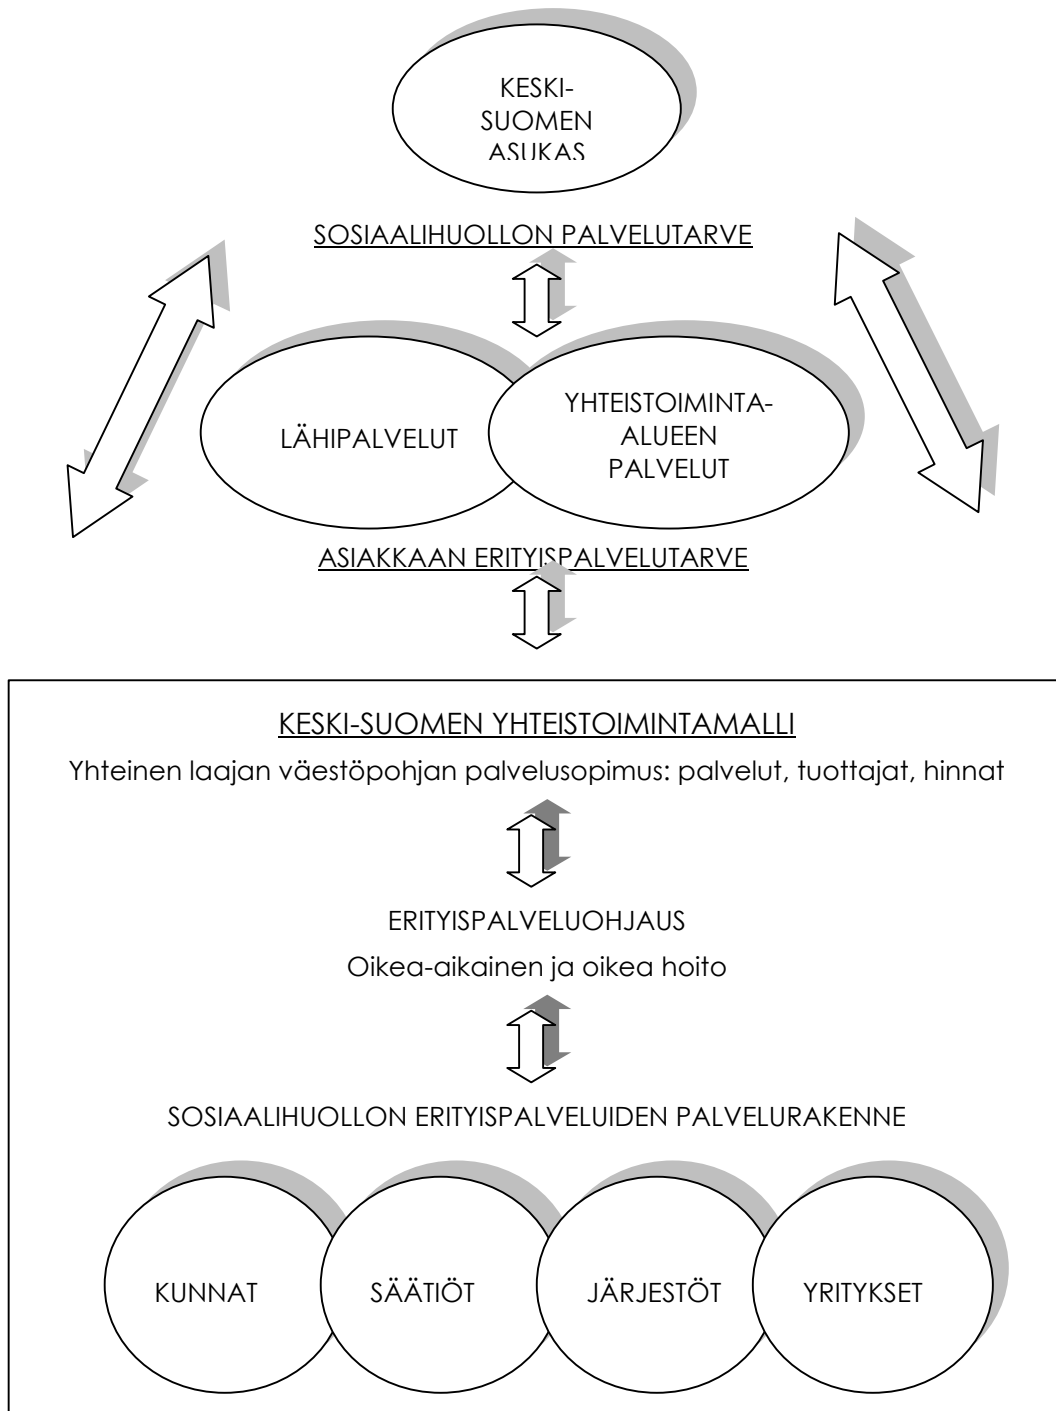 KESKI-
SUOMEN
ASUKAS
SOSIAALIHUOLLON PALVELUTARVE
LÄHIPALVELUT
YHTEISTOIMINTA-
ALUEEN
PALVELUT
ASIAKKAAN ERITYISPALVELUTARVE
KESKI-SUOMEN YHTEISTOIMINTAMALLI
Yhteinen laajan väestöpohjan palvelusopimus: palvelut, tuottajat, hinnat
ERITYISPALVELUOHJAUS
Oikea-aikainen ja oikea hoito
SOSIAALIHUOLLON ERITYISPALVELUIDEN PALVELURAKENNE
KUNNAT
SÄÄTIÖT
JÄRJESTÖT
YRITYKSET